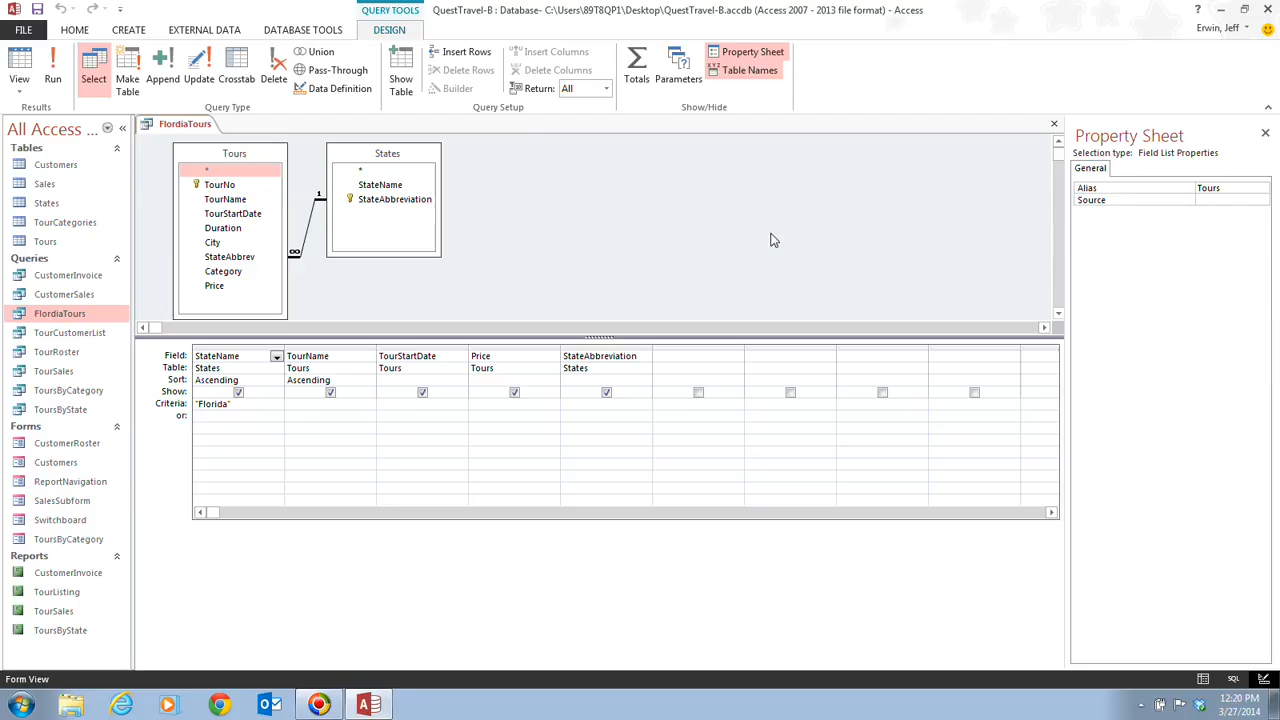 QUERY TOOLS
QuestTravel-B : Database- C:\Users\89T8QP1\Desktop\QuestTravel-B.accdb (Access 2007 - 2013 file format) - Access
FILE HOME CREATE EXTERNAL DATA DATABASE TOOLS DESIGN
Erwin, Jeff
View
Run
Select
Make Table
Append
Update
Crosstab
Delete
Union
Pass-Through
Data Definition
Show Table
Insert Rows
Delete Rows
Builder
Insert Columns
Delete Columns
Return: All
Totals
Parameters
Property Sheet
Table Names
Results
Query Type
Query Setup
Show/Hide
All Access ...
Tables
Customers
Sales
States
TourCategories
Tours
Queries
CustomerInvoice
CustomerSales
FlordiaTours
TourCustomerList
TourRoster
TourSales
ToursByCategory
ToursByState
Forms
CustomerRoster
Customers
ReportNavigation
SalesSubform
Switchboard
ToursByCategory
Reports
CustomerInvoice
TourListing
TourSales
ToursByState
FlordiaTours
Tours
*
TourNo
TourName
TourStartDate
Duration
City
StateAbbrev
Category
Price
1
∞
States
*
StateName
StateAbbreviation
Field: StateName TourName TourStartDate Price StateAbbreviation
Table: States Tours Tours Tours States
Sort: Ascending Ascending
Show:
Criteria: "Florida"
or:
Property Sheet
Selection type: Field List Properties
General
Alias Tours
Source
Form View
SQL
12:20 PM
3/27/2014